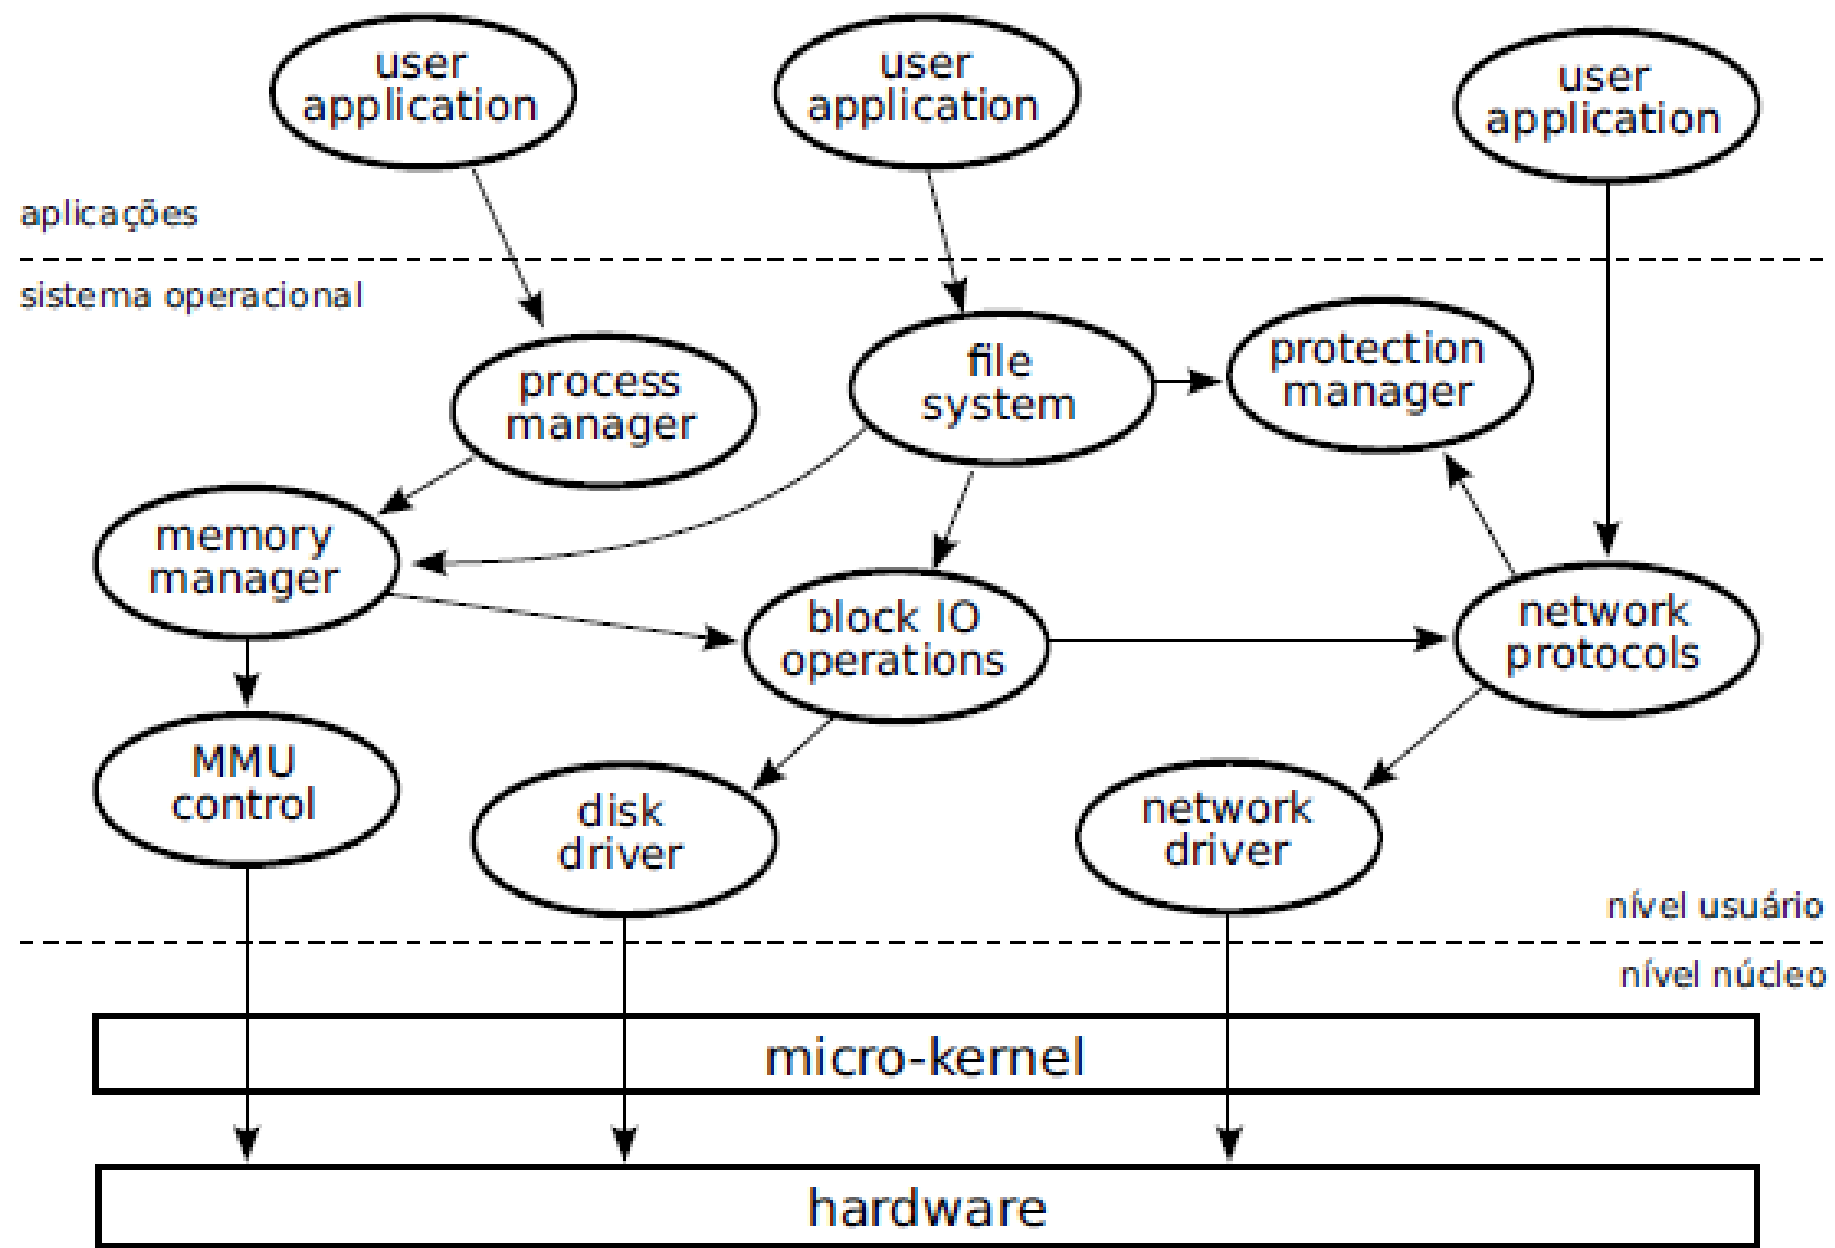 user
application
user
application
user
application
aplicações
sistema operacional
process
manager
file
system
protection
manager
memory
manager
block IO
operations
network
protocols
MMU
control
disk
driver
network
driver
nível usuário
nível núcleo
micro-kernel
hardware